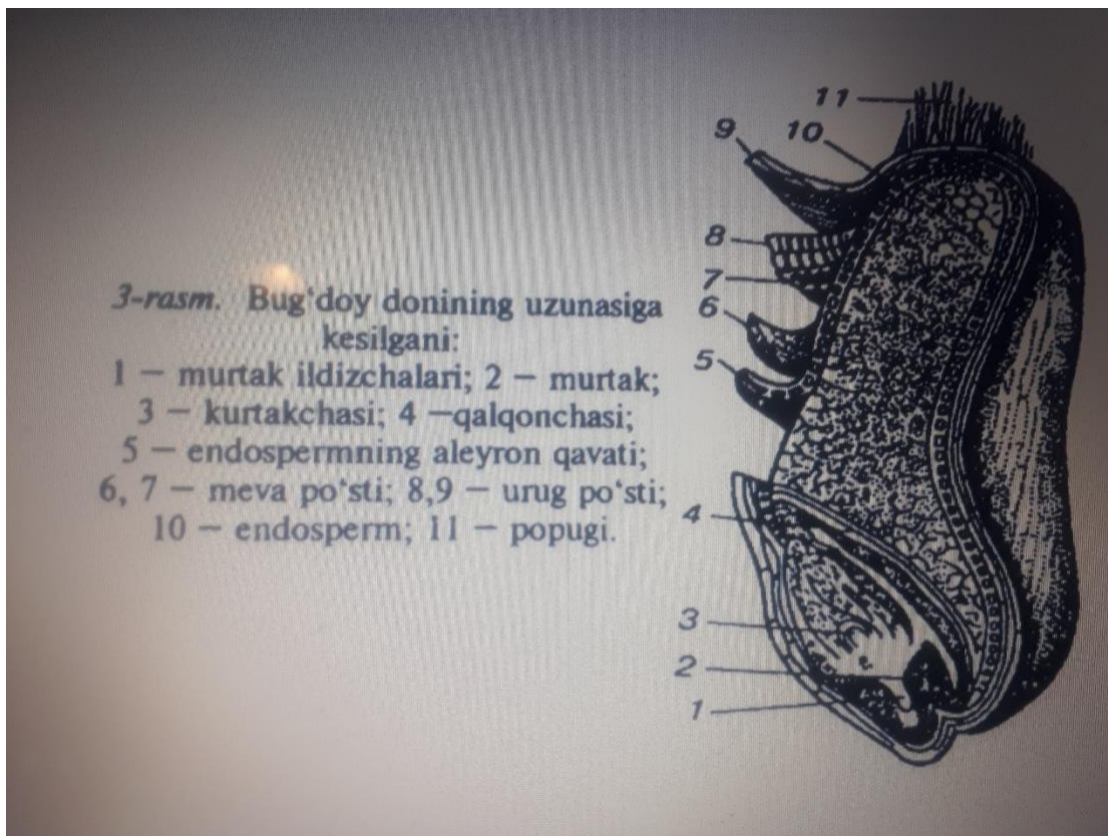 3-rasm. Bug‘doy donining uzunasiga
kesilgani:
1 — murtak ildizchalari; 2 — murtak;
3 — kurtakchasi; 4 —qalqonchasi;
5 — endospermning aleyron qavati;
6, 7 — meva po‘sti; 8,9 — urug po‘sti;
10 — endosperm; 11 — popugi.
11
10
9
8
7
6
5
4
3
2
1